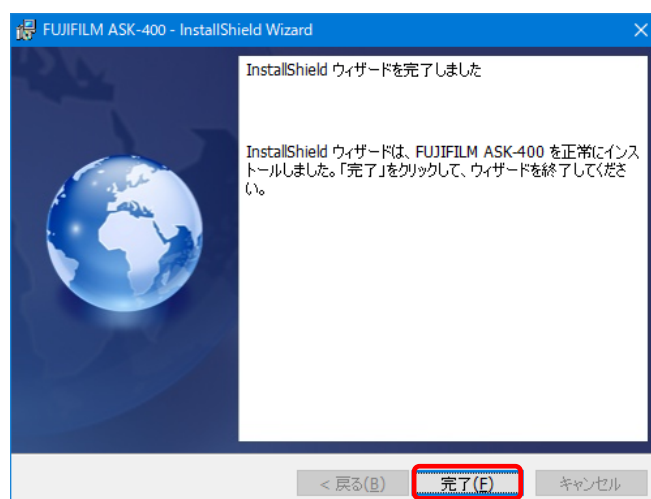 FUJIFILM ASK-400 - InstallShield Wizard
InstallShield ウィザードを完了しました
InstallShield ウィザードは、FUJIFILM ASK-400 を正常にインス
トールしました。「完了」をクリックして、ウィザードを終了してくださ
い。
< 戻る(B) 完了(F) キャンセル